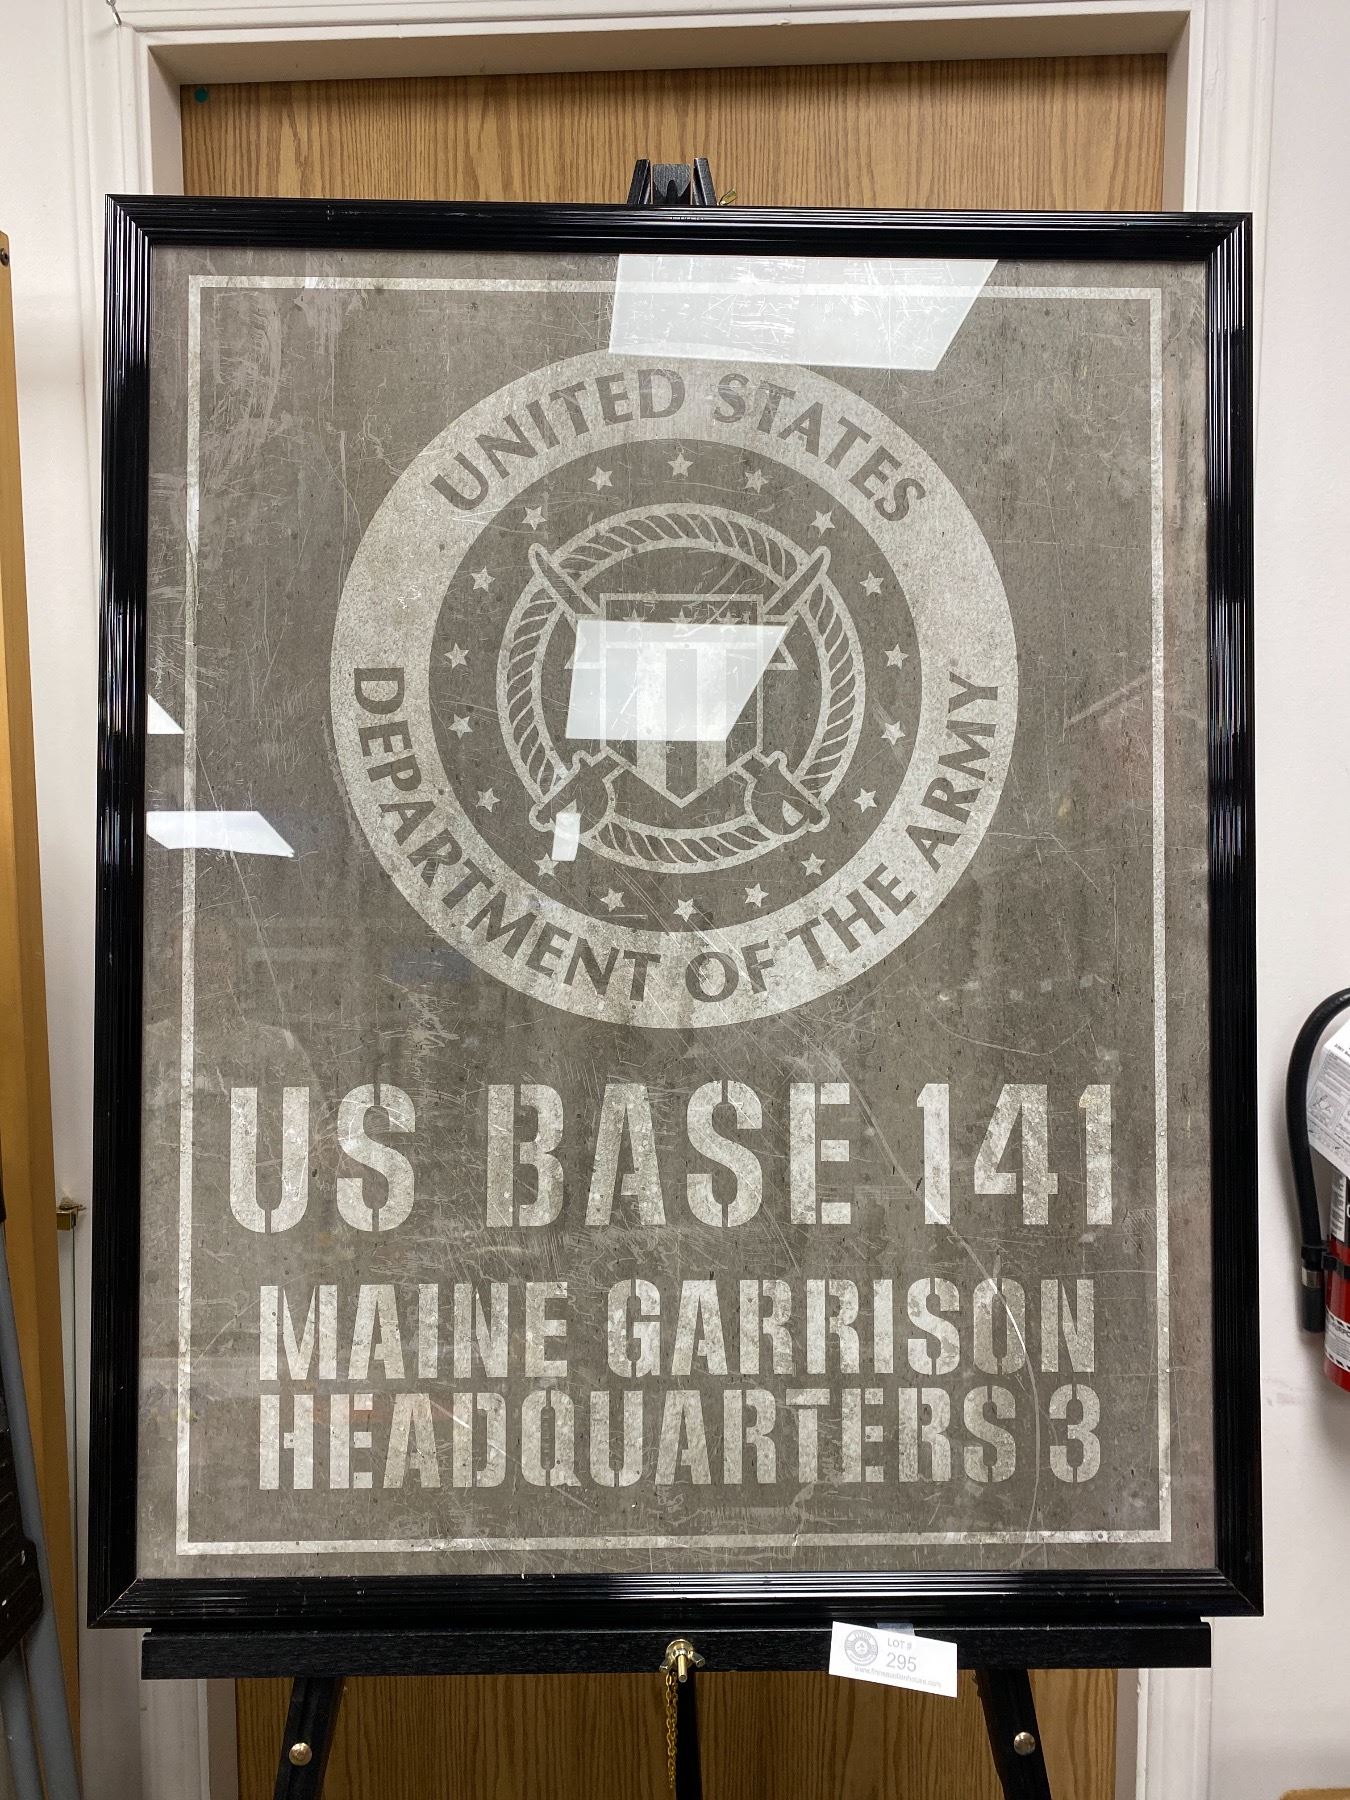 UNITED STATES
DEPARTMENT OF THE ARMY
US BASE 141
MAINE GARRISON
HEADQUARTERS 3
LOT #
295